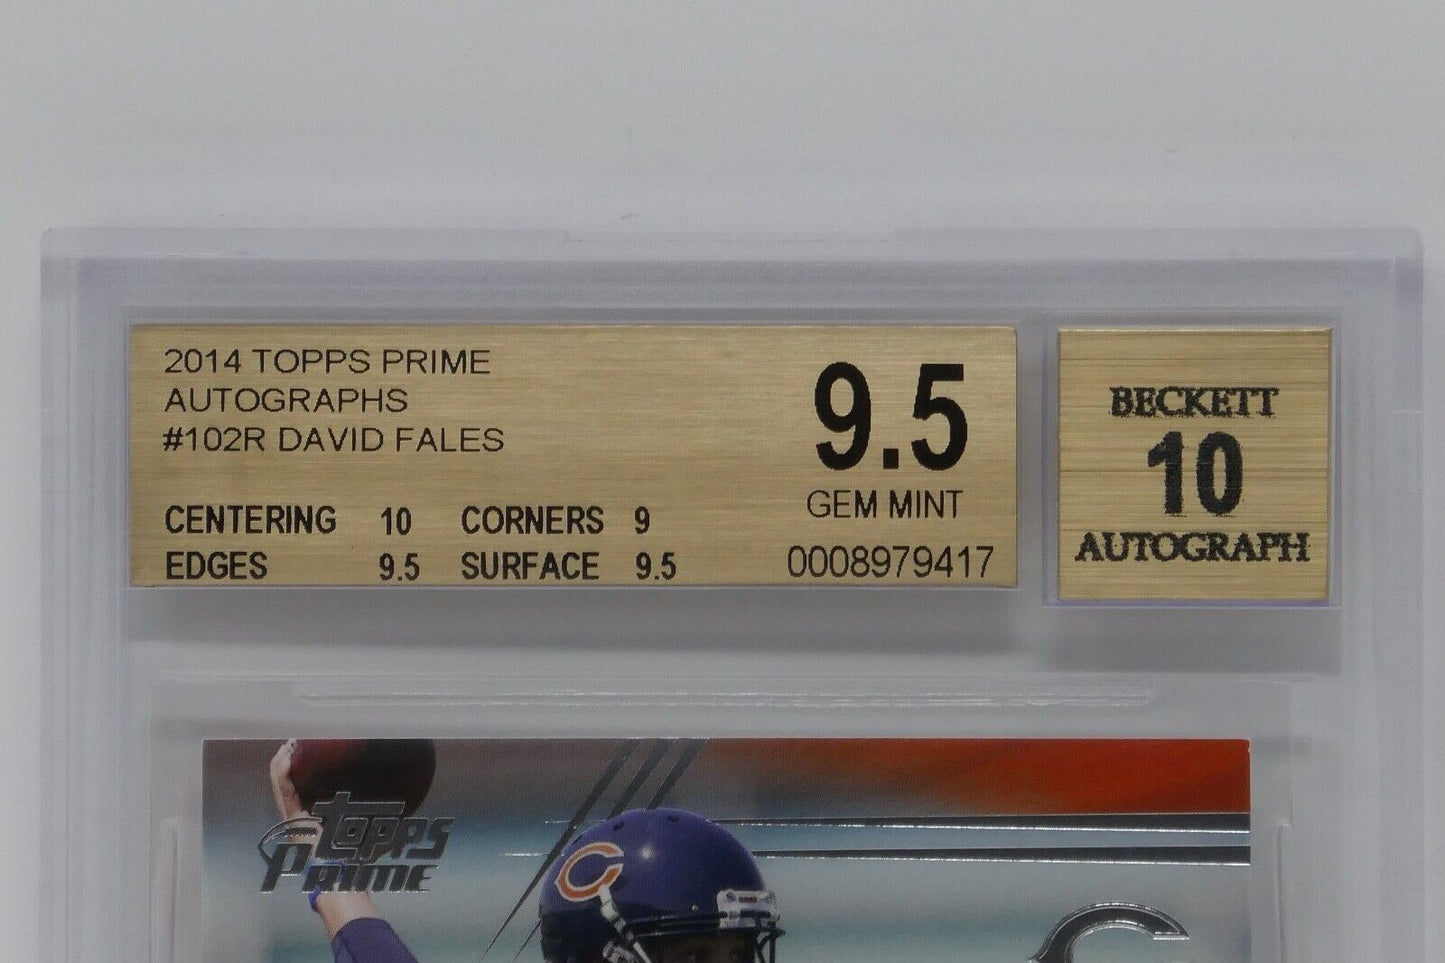 2014 TOPPS PRIME
AUTOGRAPHS
#102R DAVID FALES
CENTERING 10 CORNERS 9
EDGES 9.5 SURFACE 9.5
9.5
GEM MINT
0008979417
BECKETT
10
AUTOGRAPH
TOPPS
PRIME
C